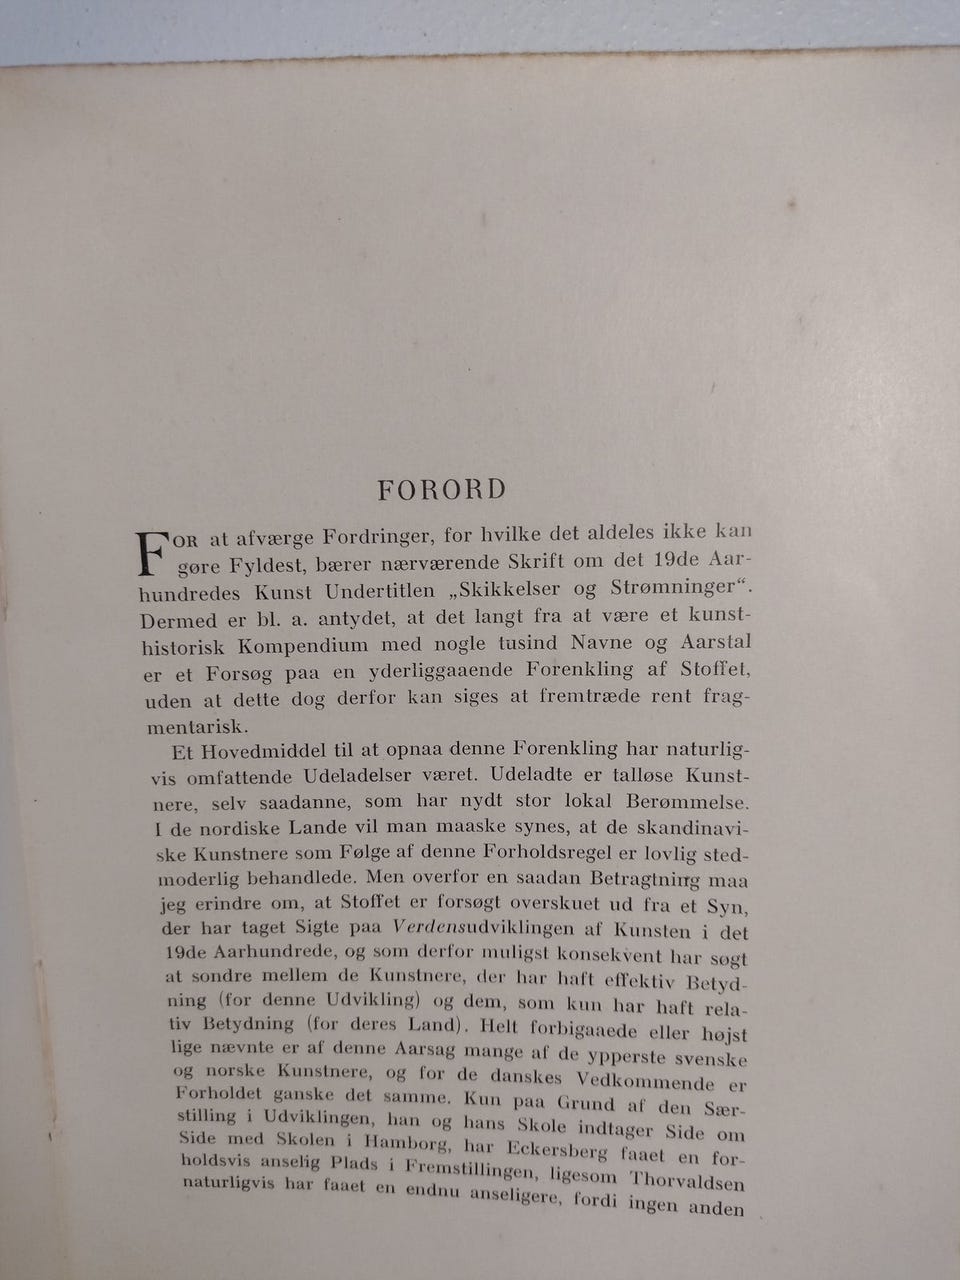 FORORD
FOR at afværge Fordringer, for hvilke det aldeles ikke kan
gøre Fyldest, bærer nærværende Skrift om det 19de Aar-
hundredes Kunst Undertitlen „Skikkelser og Strømninger“.
Dermed er bl. a. antydet, at det langt fra at være et kunst-
historisk Kompendium med nogle tusind Navne og Aarstal
er et Forsøg paa en yderliggaaende Forenkling af Stoffet,
uden at dette dog derfor kan siges at fremtræde rent frag-
mentarisk.
Et Hovedmiddel til at opnaa denne Forenkling har naturlig-
vis omfattende Udeladelser været. Udeladte er talløse Kunst-
nere, selv saadanne, som har nydt stor lokal Berømmelse.
I de nordiske Lande vil man maaske synes, at de skandinavi-
ske Kunstnere som Følge af denne Forholdsregel er lovlig sted-
moderlig behandlede. Men overfor en saadan Betragtning maa
jeg erindre om, at Stoffet er forsøgt overskuet ud fra et Syn,
der har taget Sigte paa Verdensudviklingen af Kunsten i det
19de Aarhundrede, og som derfor muligst konsekvent har søgt
at sondre mellem de Kunstnere, der har haft effektiv Betyd-
ning (for denne Udvikling) og dem, som kun har haft rela-
tiv Betydning (for deres Land). Helt forbigaaede eller højst
lige nævnte er af denne Aarsag mange af de ypperste svenske
og norske Kunstnere, og for de danskes Vedkommende er
Forholdet ganske det samme. Kun paa Grund af den Sær-
stilling i Udviklingen, han og hans Skole indtager Side om
Side med Skolen i Hamborg, har Eckersberg faaet en for-
holdsvis anselig Plads i Fremstillingen, ligesom Thorvaldsen
naturligvis har faaet en endnu anseligere, fordi ingen anden